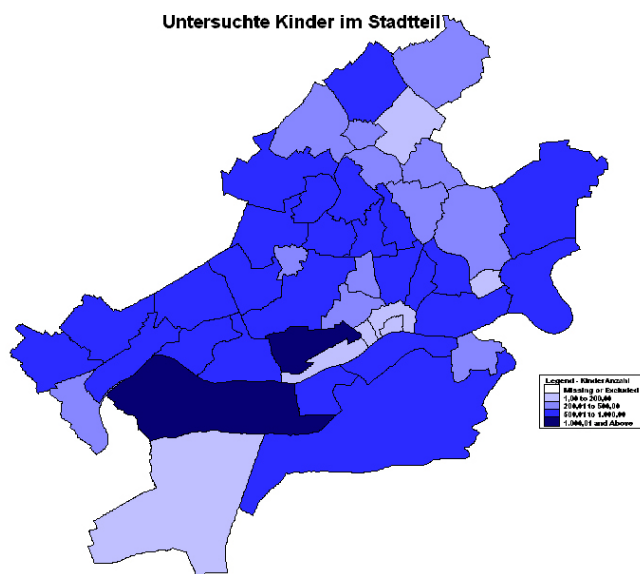 Untersuchte Kinder im Stadtteil
Legend - KinderAnzahl
Missing or Excluded
1,00 to 200,00
200,01 to 500,00
500,01 to 1.000,00
1.000,01 and Above